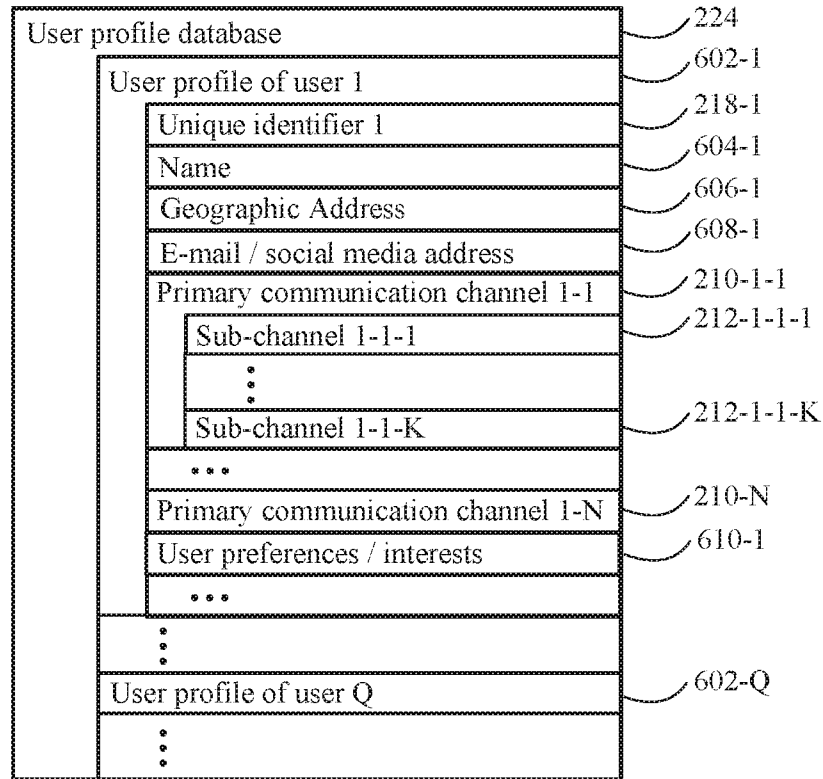 User profile database 224
User profile of user 1 602-1
Unique identifier 1 218-1
Name 604-1
Geographic Address 606-1
E-mail / social media address 608-1
Primary communication channel 1-1 210-1-1
Sub-channel 1-1-1 212-1-1-1
Sub-channel 1-1-K 212-1-1-K
Primary communication channel 1-N 210-N
User preferences / interests 610-1
User profile of user Q 602-Q